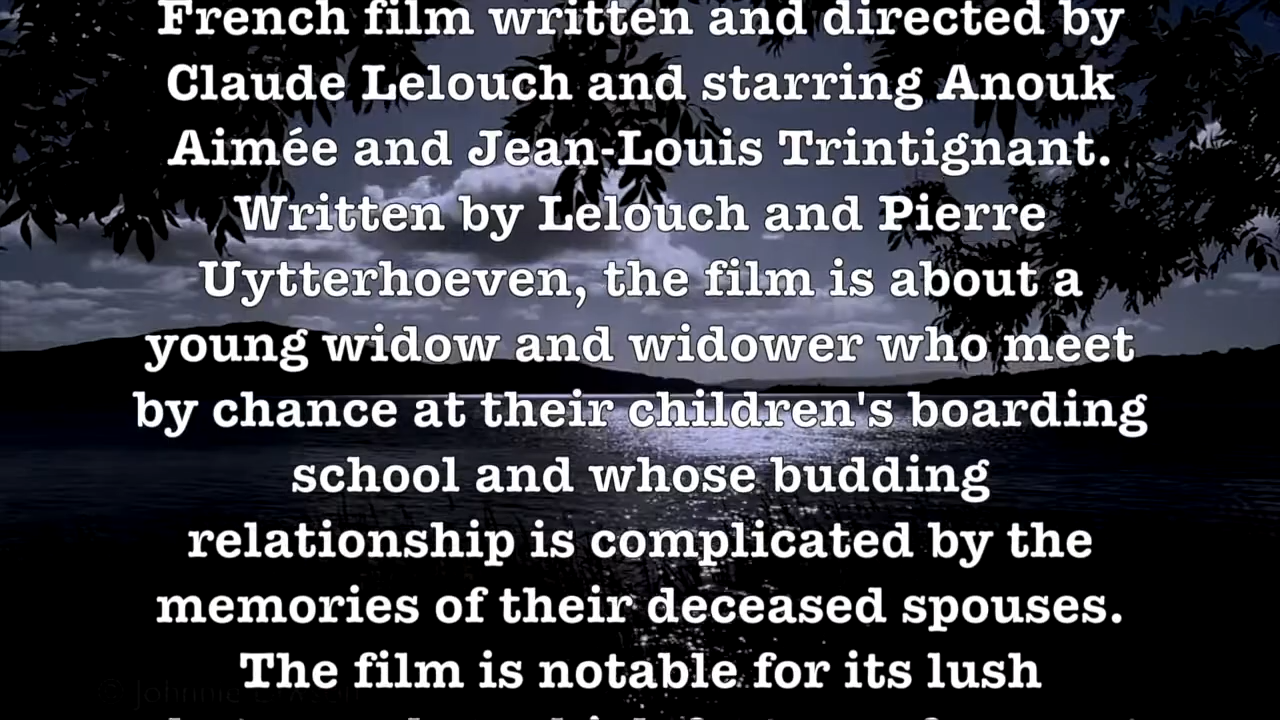 French film written and directed by
Claude Lelouch and starring Anouk
Aimée and Jean-Louis Trintignant.
Written by Lelouch and Pierre
Uytterhoeven, the film is about a
young widow and widower who meet
by chance at their children's boarding
school and whose budding
relationship is complicated by the
memories of their deceased spouses.
The film is notable for its lush
© Johnnie